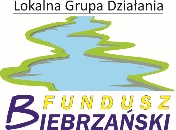 Lokalna Grupa Działania
FUNDUSZ
BIEBRZAŃSKI